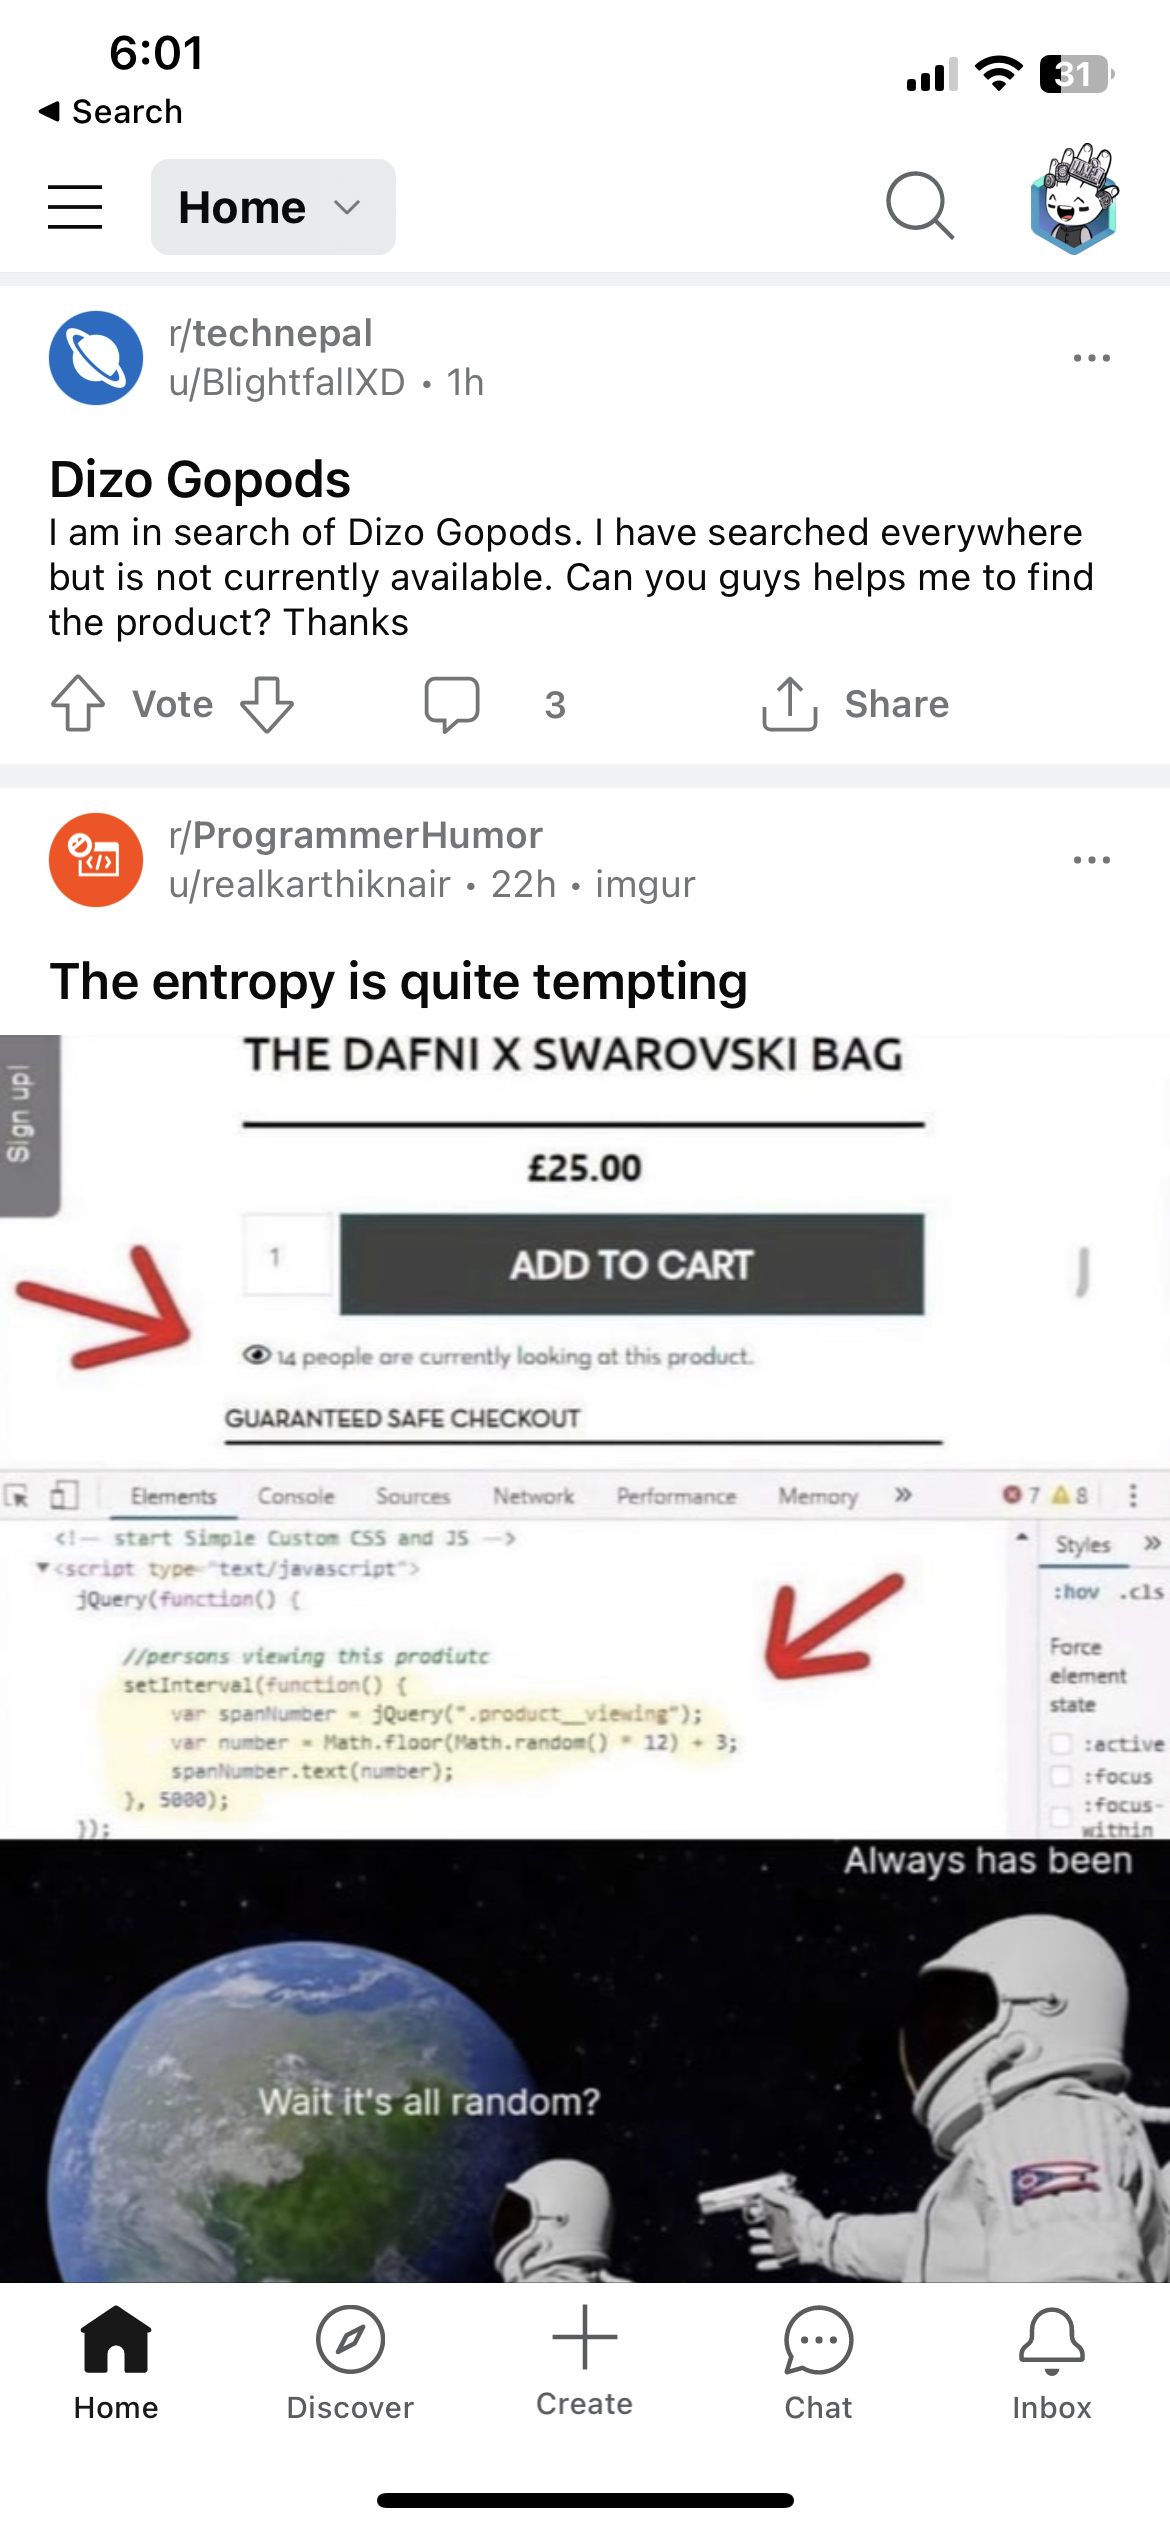 6:01
31
◀ Search
Home
r/technepal
u/BlightfallXD • 1h
Dizo Gopods
I am in search of Dizo Gopods. I have searched everywhere
but is not currently available. Can you guys helps me to find
the product? Thanks
Vote
3
Share
r/ProgrammerHumor
u/realkarthiknair • 22h • imgur
The entropy is quite tempting
Sign up!
THE DAFNI X SWAROVSKI BAG
£25.00
1
ADD TO CART
14 people are currently looking at this product.
GUARANTEED SAFE CHECKOUT
Elements Console Sources Network Performance Memory » 7 8
<!-- start Simple Custom CSS and JS -->
▼<script type="text/javascript">
jQuery(function() {
//persons viewing this prodiutc
setInterval(function() {
var spanNumber = jQuery(".product__viewing");
var number = Math.floor(Math.random() * 12) + 3;
spanNumber.text(number);
}, 5000);
});
Styles »
:hov .cls
Force
element
state
:active
:focus
:focus-
within
Always has been
Wait it's all random?
Home
Discover
Create
Chat
Inbox